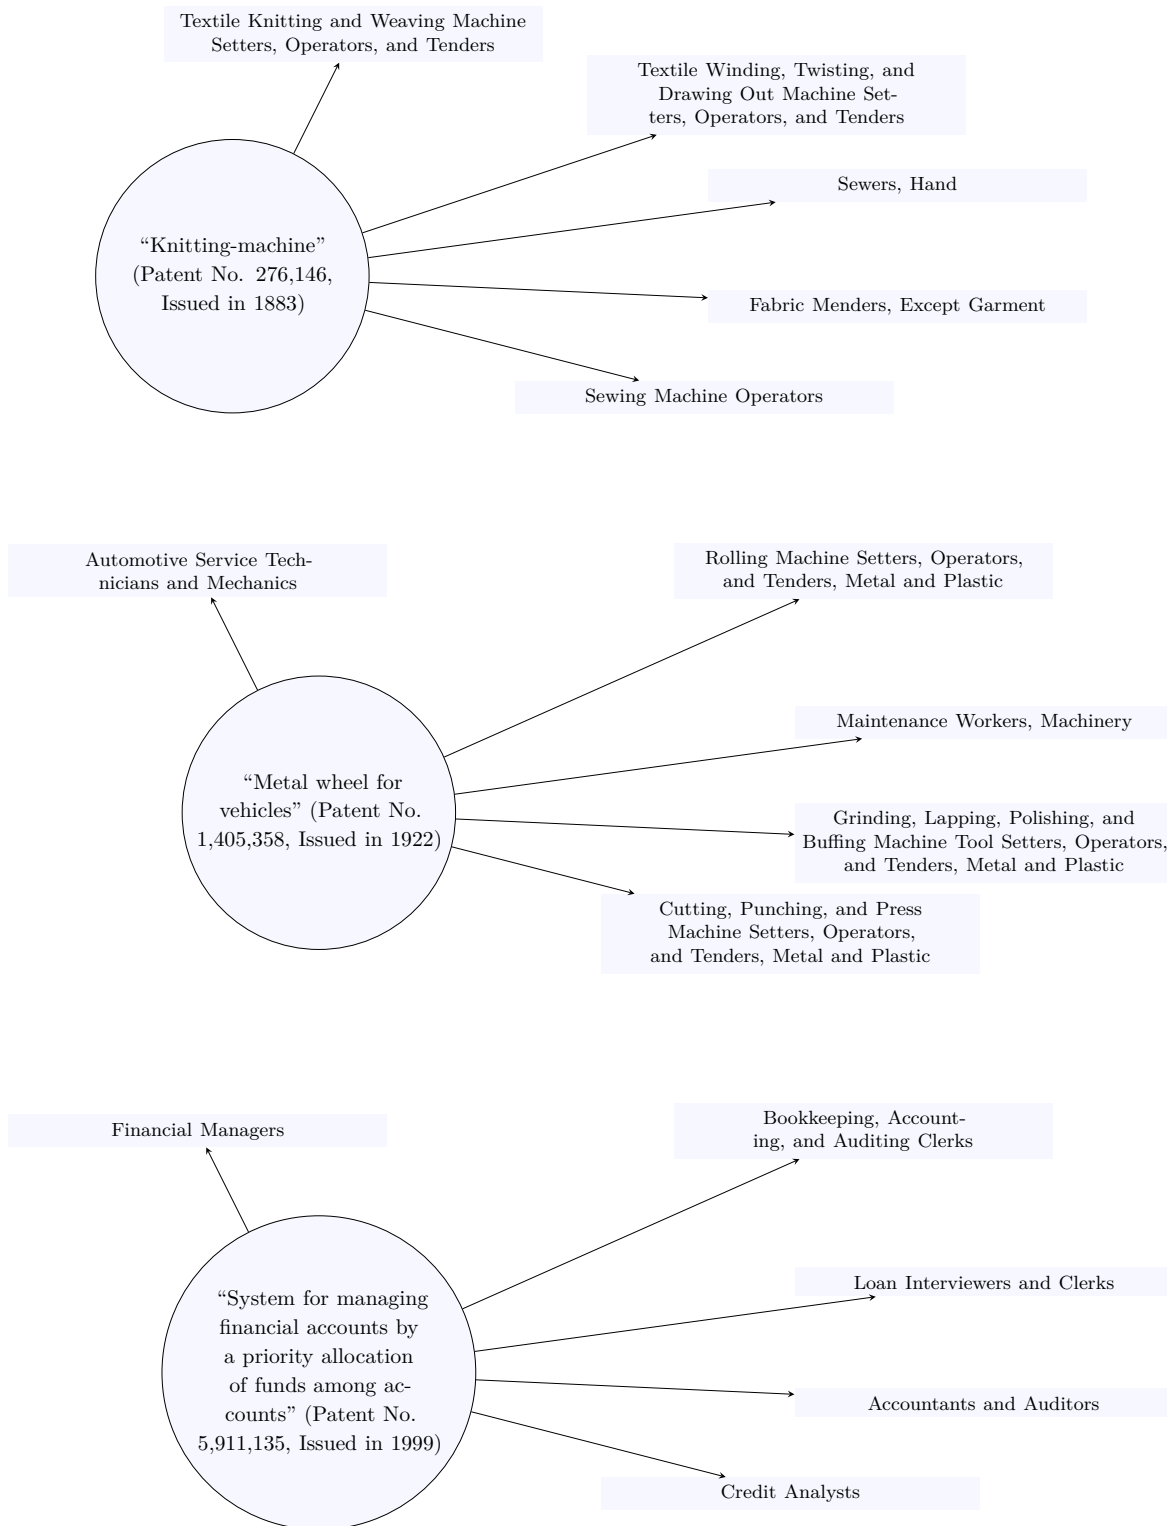 Textile Knitting and Weaving Machine
Setters, Operators, and Tenders
Textile Winding, Twisting, and
Drawing Out Machine Set-
ters, Operators, and Tenders
Sewers, Hand
“Knitting-machine”
(Patent No. 276,146,
Issued in 1883)
Fabric Menders, Except Garment
Sewing Machine Operators
Automotive Service Tech-
nicians and Mechanics
Rolling Machine Setters, Operators,
and Tenders, Metal and Plastic
Maintenance Workers, Machinery
“Metal wheel for
vehicles” (Patent No.
1,405,358, Issued in 1922)
Grinding, Lapping, Polishing, and
Buffing Machine Tool Setters, Operators,
and Tenders, Metal and Plastic
Cutting, Punching, and Press
Machine Setters, Operators,
and Tenders, Metal and Plastic
Financial Managers
Bookkeeping, Account-
ing, and Auditing Clerks
Loan Interviewers and Clerks
“System for managing
financial accounts by
a priority allocation
of funds among ac-
counts” (Patent No.
5,911,135, Issued in 1999)
Accountants and Auditors
Credit Analysts